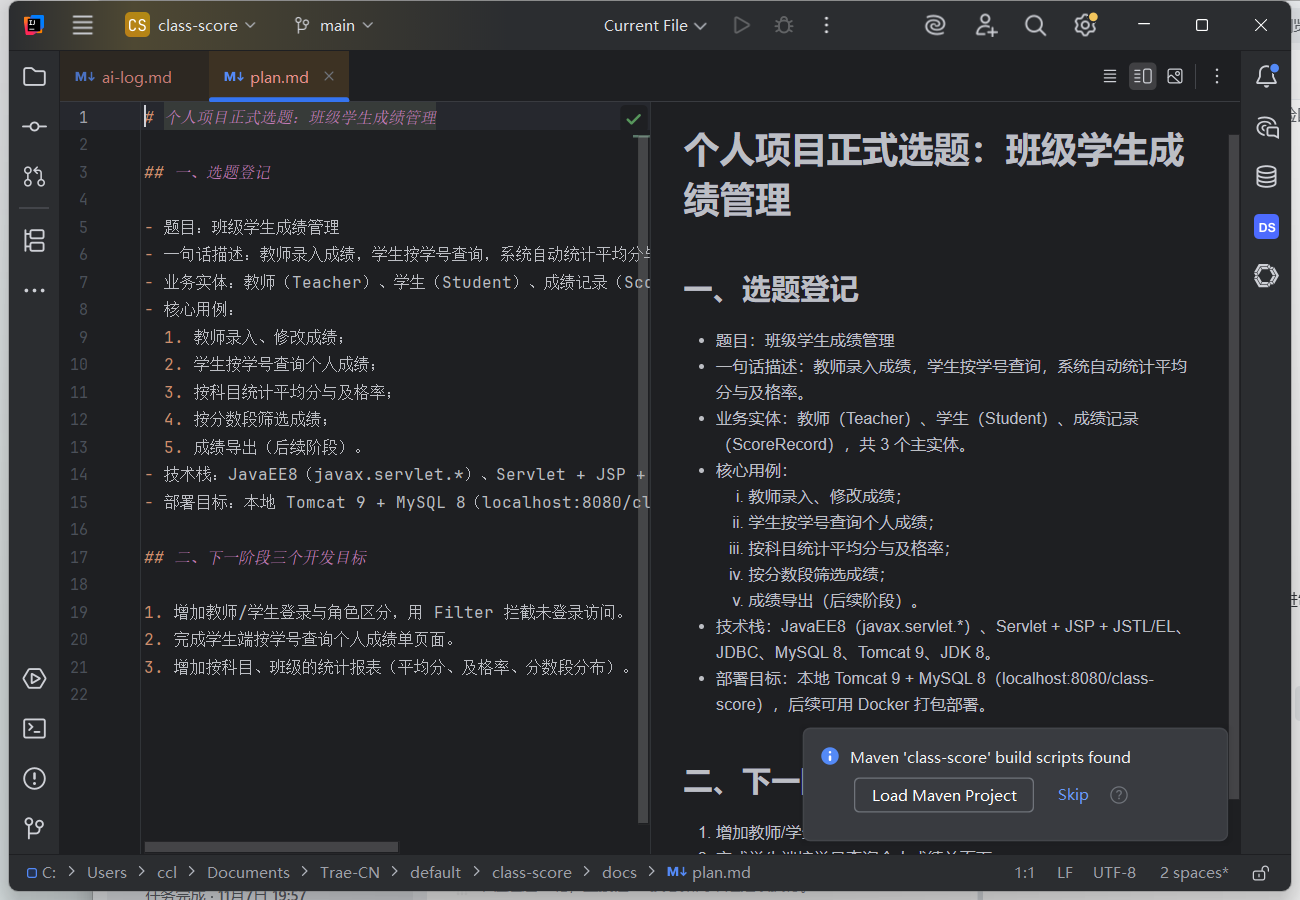 CS class-score main Current File
M↓ ai-log.md M↓ plan.md
1 # 个人项目正式选题：班级学生成绩管理
2
3 ## 一、选题登记
4
5 - 题目：班级学生成绩管理
6 - 一句话描述：教师录入成绩，学生按学号查询，系统自动统计平均分
7 - 业务实体：教师（Teacher）、学生（Student）、成绩记录（Sco
8 - 核心用例：
9 1. 教师录入、修改成绩；
10 2. 学生按学号查询个人成绩；
11 3. 按科目统计平均分与及格率；
12 4. 按分数段筛选成绩；
13 5. 成绩导出（后续阶段）。
14 - 技术栈：JavaEE8（javax.servlet.*）、Servlet + JSP +
15 - 部署目标：本地 Tomcat 9 + MySQL 8（localhost:8080/cl
16
17 ## 二、下一阶段三个开发目标
18
19 1. 增加教师/学生登录与角色区分，用 Filter 拦截未登录访问。
20 2. 完成学生端按学号查询个人成绩单页面。
21 3. 增加按科目、班级的统计报表（平均分、及格率、分数段分布）。
22
个人项目正式选题：班级学生成
绩管理
一、选题登记
• 题目：班级学生成绩管理
• 一句话描述：教师录入成绩，学生按学号查询，系统自动统计平均
分与及格率。
• 业务实体：教师（Teacher）、学生（Student）、成绩记录
（ScoreRecord），共 3 个主实体。
• 核心用例：
i. 教师录入、修改成绩；
ii. 学生按学号查询个人成绩；
iii. 按科目统计平均分与及格率；
iv. 按分数段筛选成绩；
v. 成绩导出（后续阶段）。
• 技术栈：JavaEE8（javax.servlet.*）、Servlet + JSP + JSTL/EL、
JDBC、MySQL 8、Tomcat 9、JDK 8。
• 部署目标：本地 Tomcat 9 + MySQL 8（localhost:8080/class-
score），后续可用 Docker 打包部署。
二、下一
1. 增加教师/学
DS
Maven 'class-score' build scripts found
Load Maven Project Skip
C: > Users > ccl > Documents > Trae-CN > default > class-score > docs > M↓ plan.md 1:1 LF UTF-8 2 spaces*
任务完成 · 11月7日 19:57